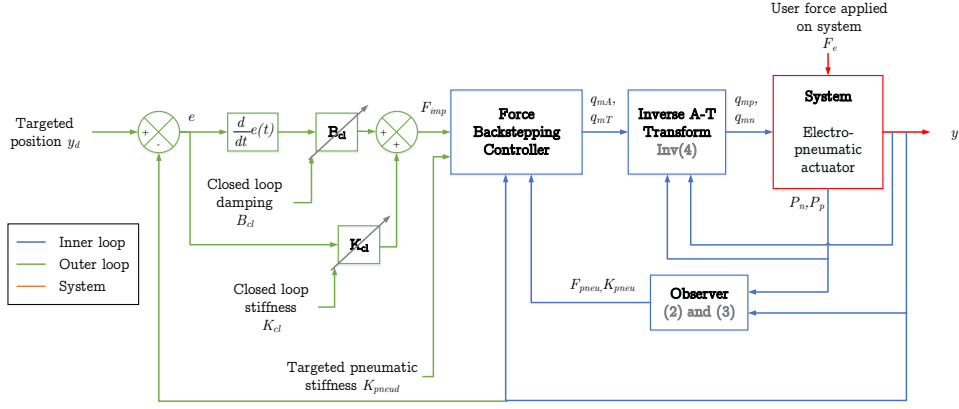 User force applied
on system
F_e
Targeted
position y_d
+
-
e
d/dt e(t)
B_cl
+
+
F_imp
Force
Backstepping
Controller
q_mA,
q_mT
Inverse A-T
Transform
Inv(4)
q_mp,
q_mn
System
Electro-
pneumatic
actuator
y
Closed loop
damping
B_cl
P_n,P_p
K_cl
Inner loop
Outer loop
System
Closed loop
stiffness
K_cl
F_pneu,K_pneu
Observer
(2) and (3)
Targeted pneumatic
stiffness K_pneud